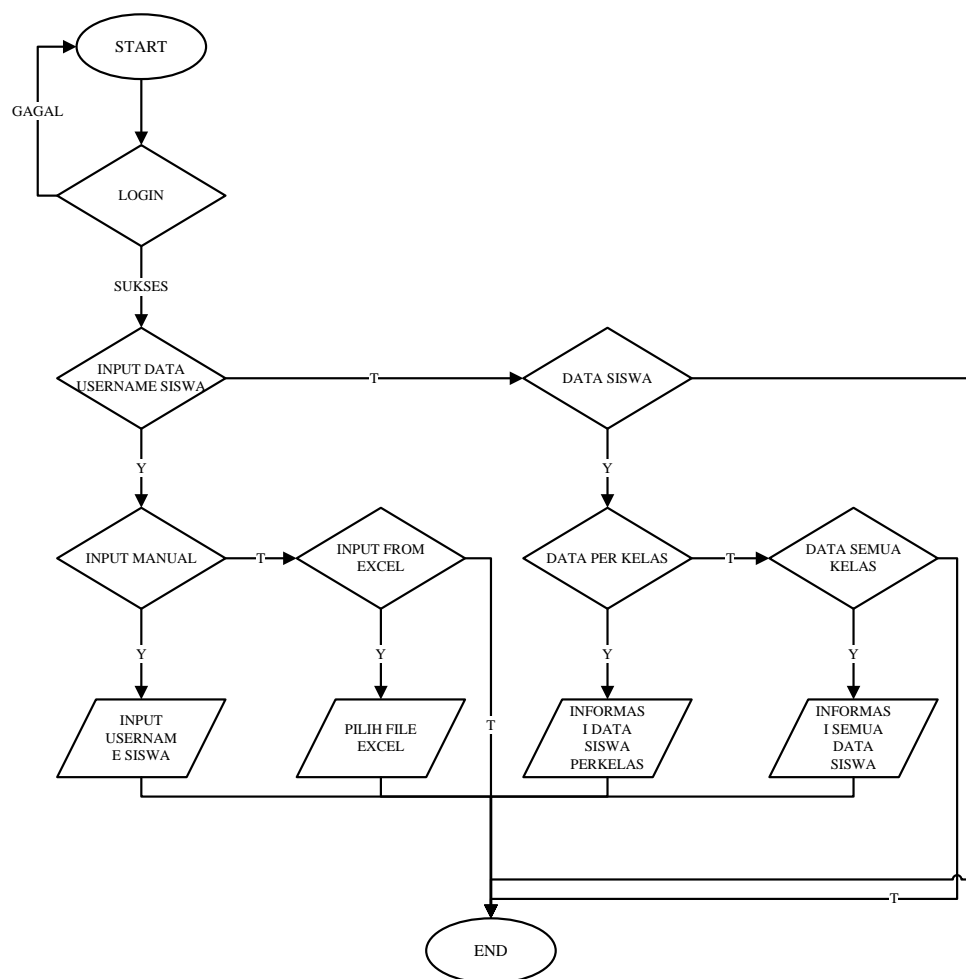 START
GAGAL
LOGIN
SUKSES
INPUT DATA
USERNAME SISWA
T
DATA SISWA
Y
Y
INPUT MANUAL
T
INPUT FROM
EXCEL
DATA PER KELAS
T
DATA SEMUA
KELAS
Y
Y
Y
Y
INPUT
USERNAM
E SISWA
PILIH FILE
EXCEL
T
INFORMAS
I DATA
SISWA
PERKELAS
INFORMAS
I SEMUA
DATA
SISWA
T
END